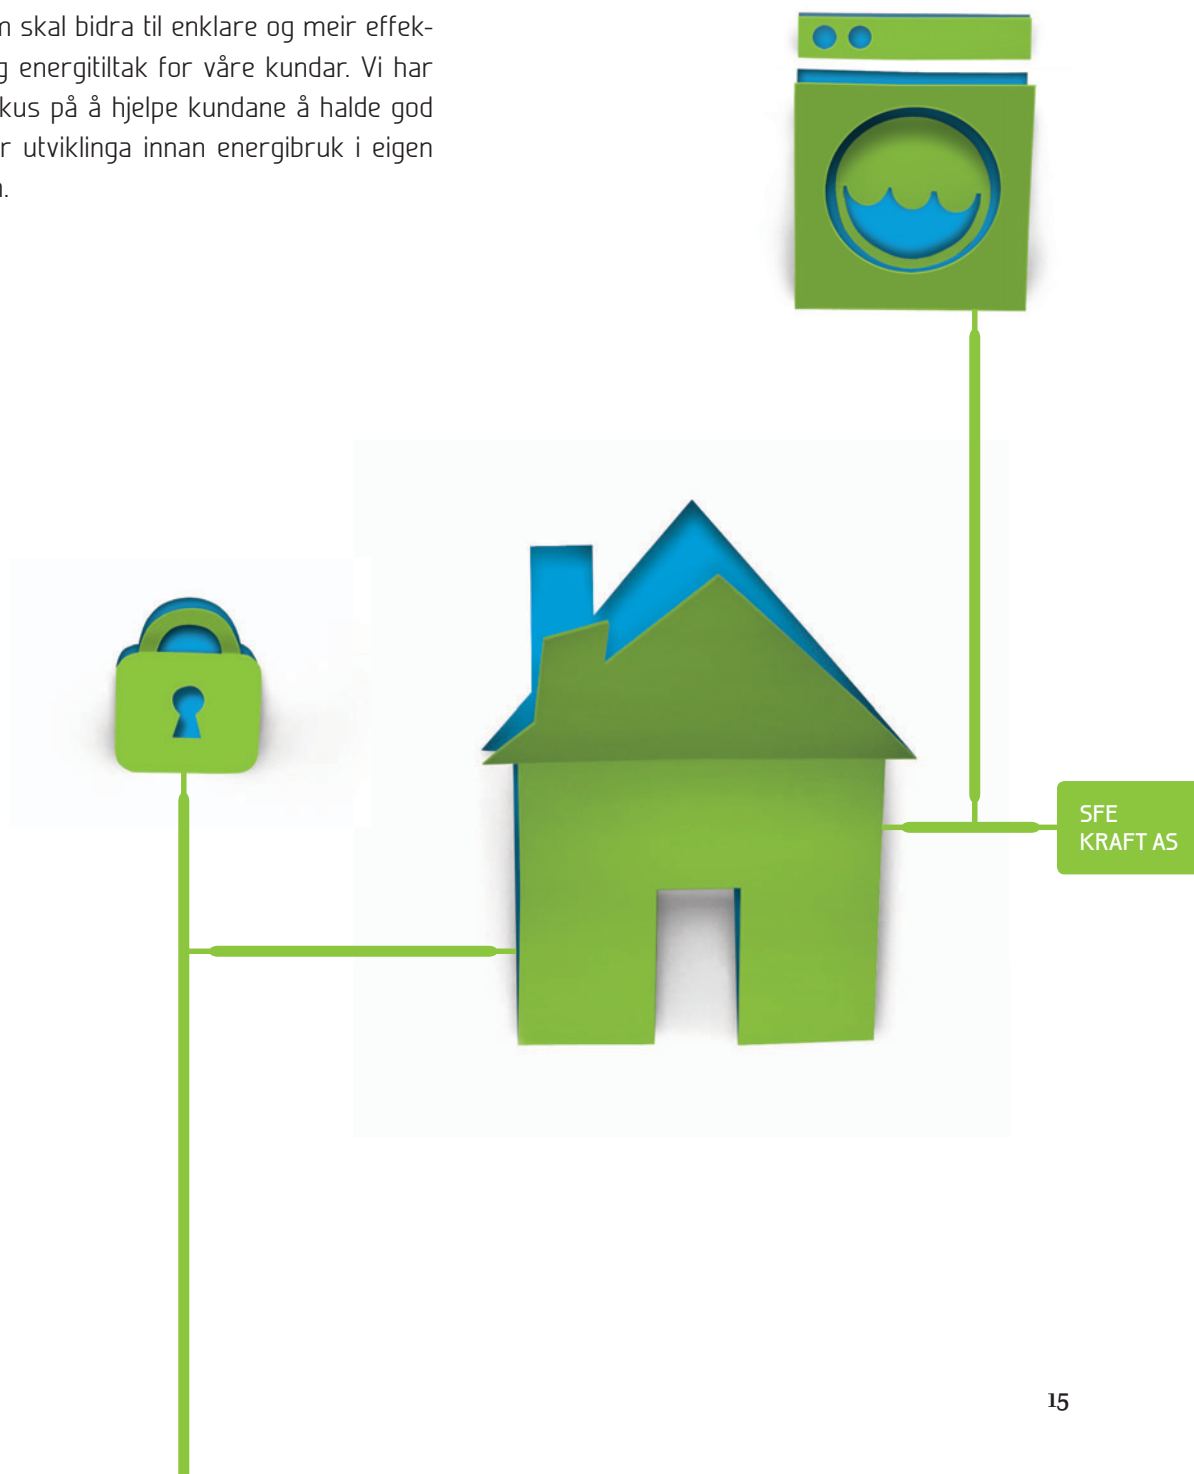 skal bidra til enklare og meir effek-
energitiltak for våre kundar. Vi har
på å hjelpe kundane å halde god
utviklinga innan energibruk i eigen
SFE
KRAFT AS
15